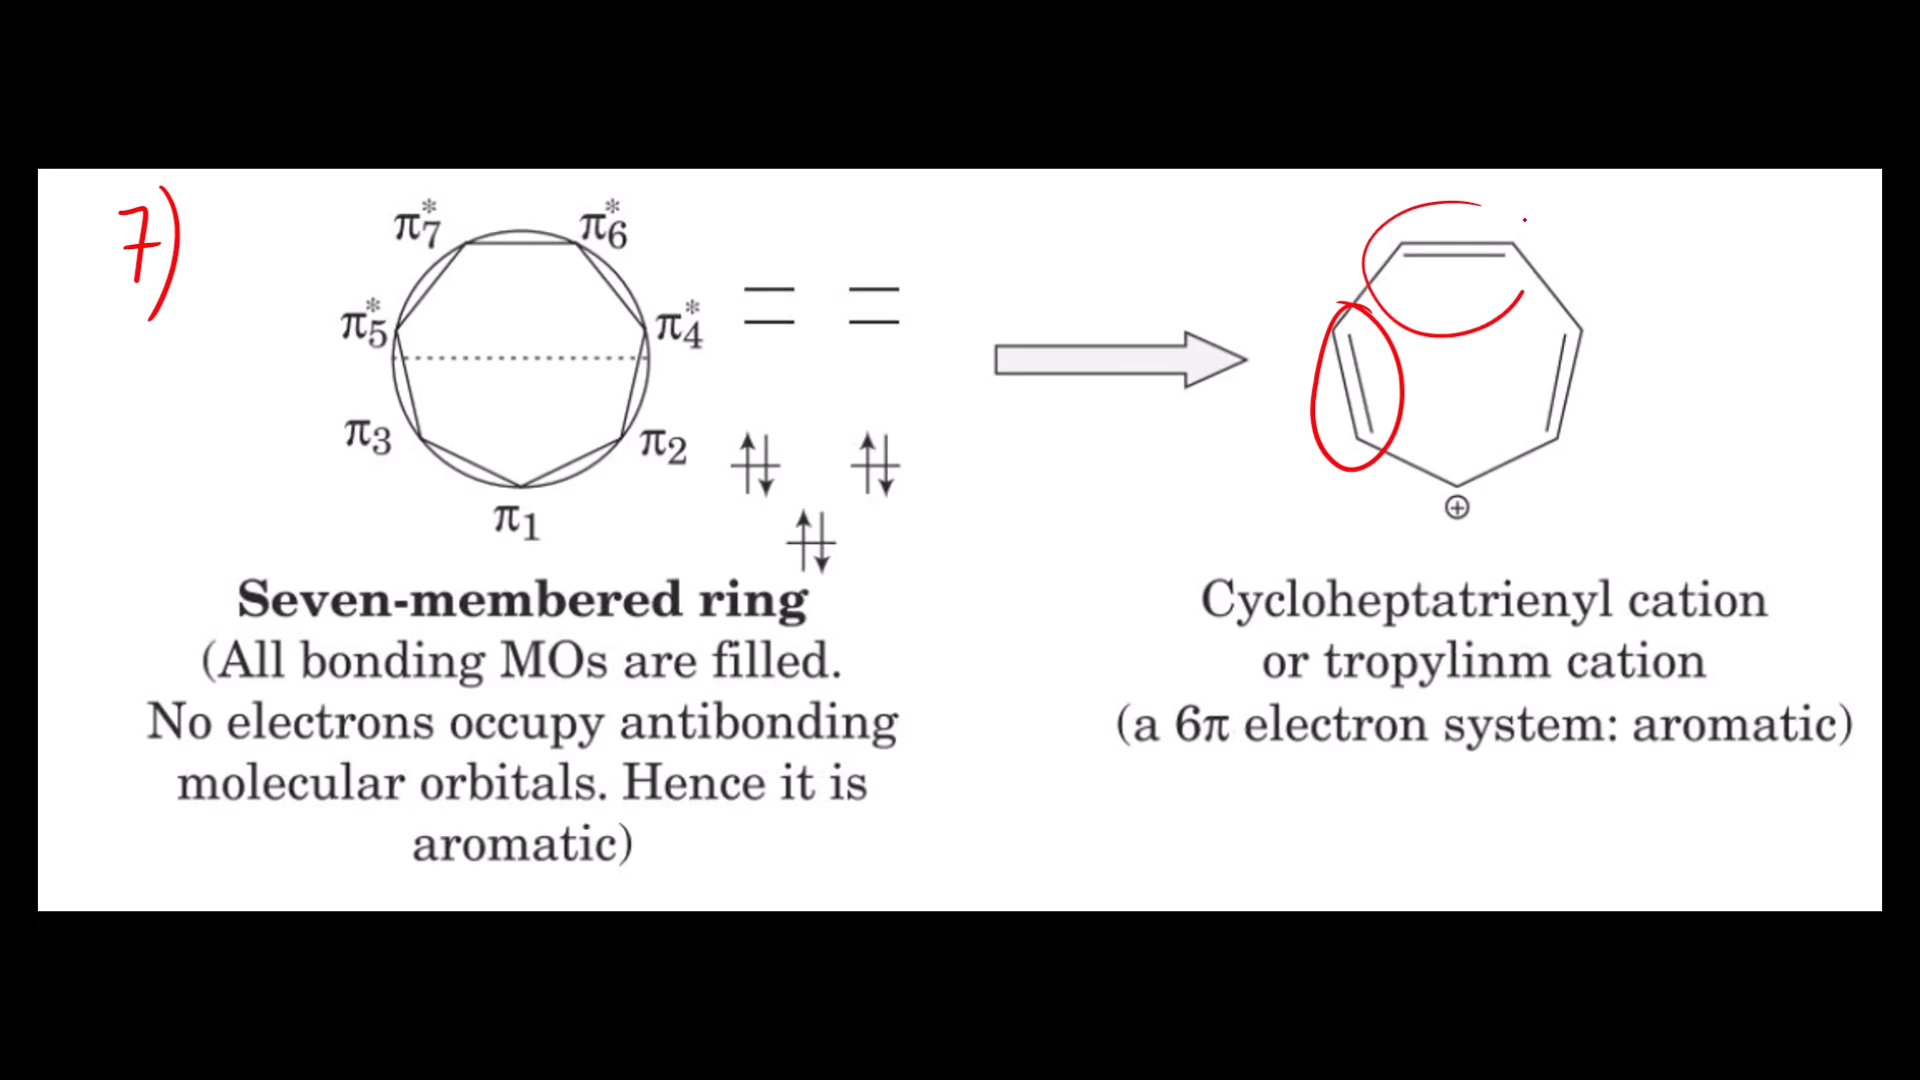 7)
π7* π6*
π5* π4*
π3 π2
π1
Seven-membered ring
(All bonding MOs are filled.
No electrons occupy antibonding
molecular orbitals. Hence it is
aromatic)
⊕
Cycloheptatrienyl cation
or tropylinm cation
(a 6π electron system: aromatic)